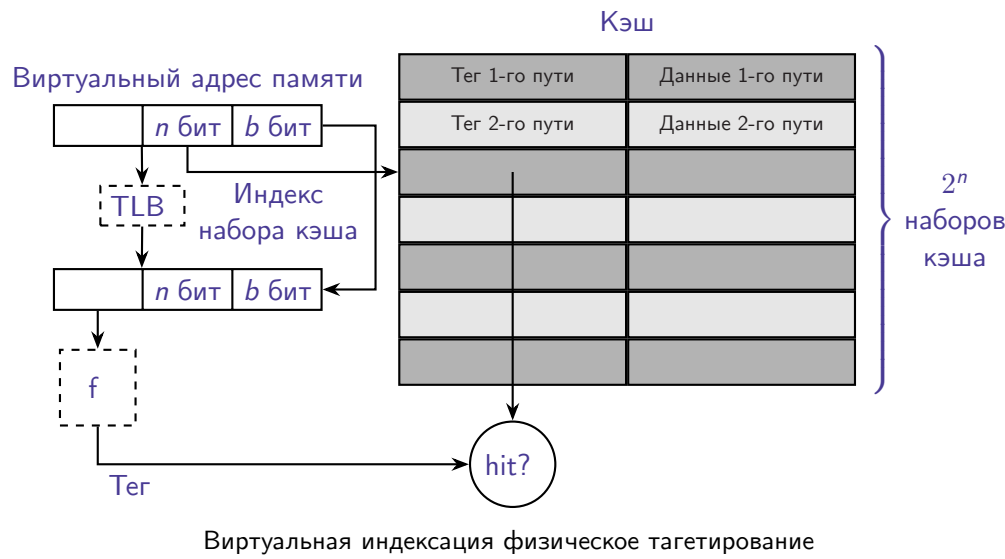 Кэш
Виртуальный адрес памяти
n бит b бит
Тег 1-го пути Данные 1-го пути
Тег 2-го пути Данные 2-го пути
TLB
Индекс
набора кэша
2ⁿ
наборов
кэша
n бит b бит
f
Тег
hit?
Виртуальная индексация физическое тагетирование